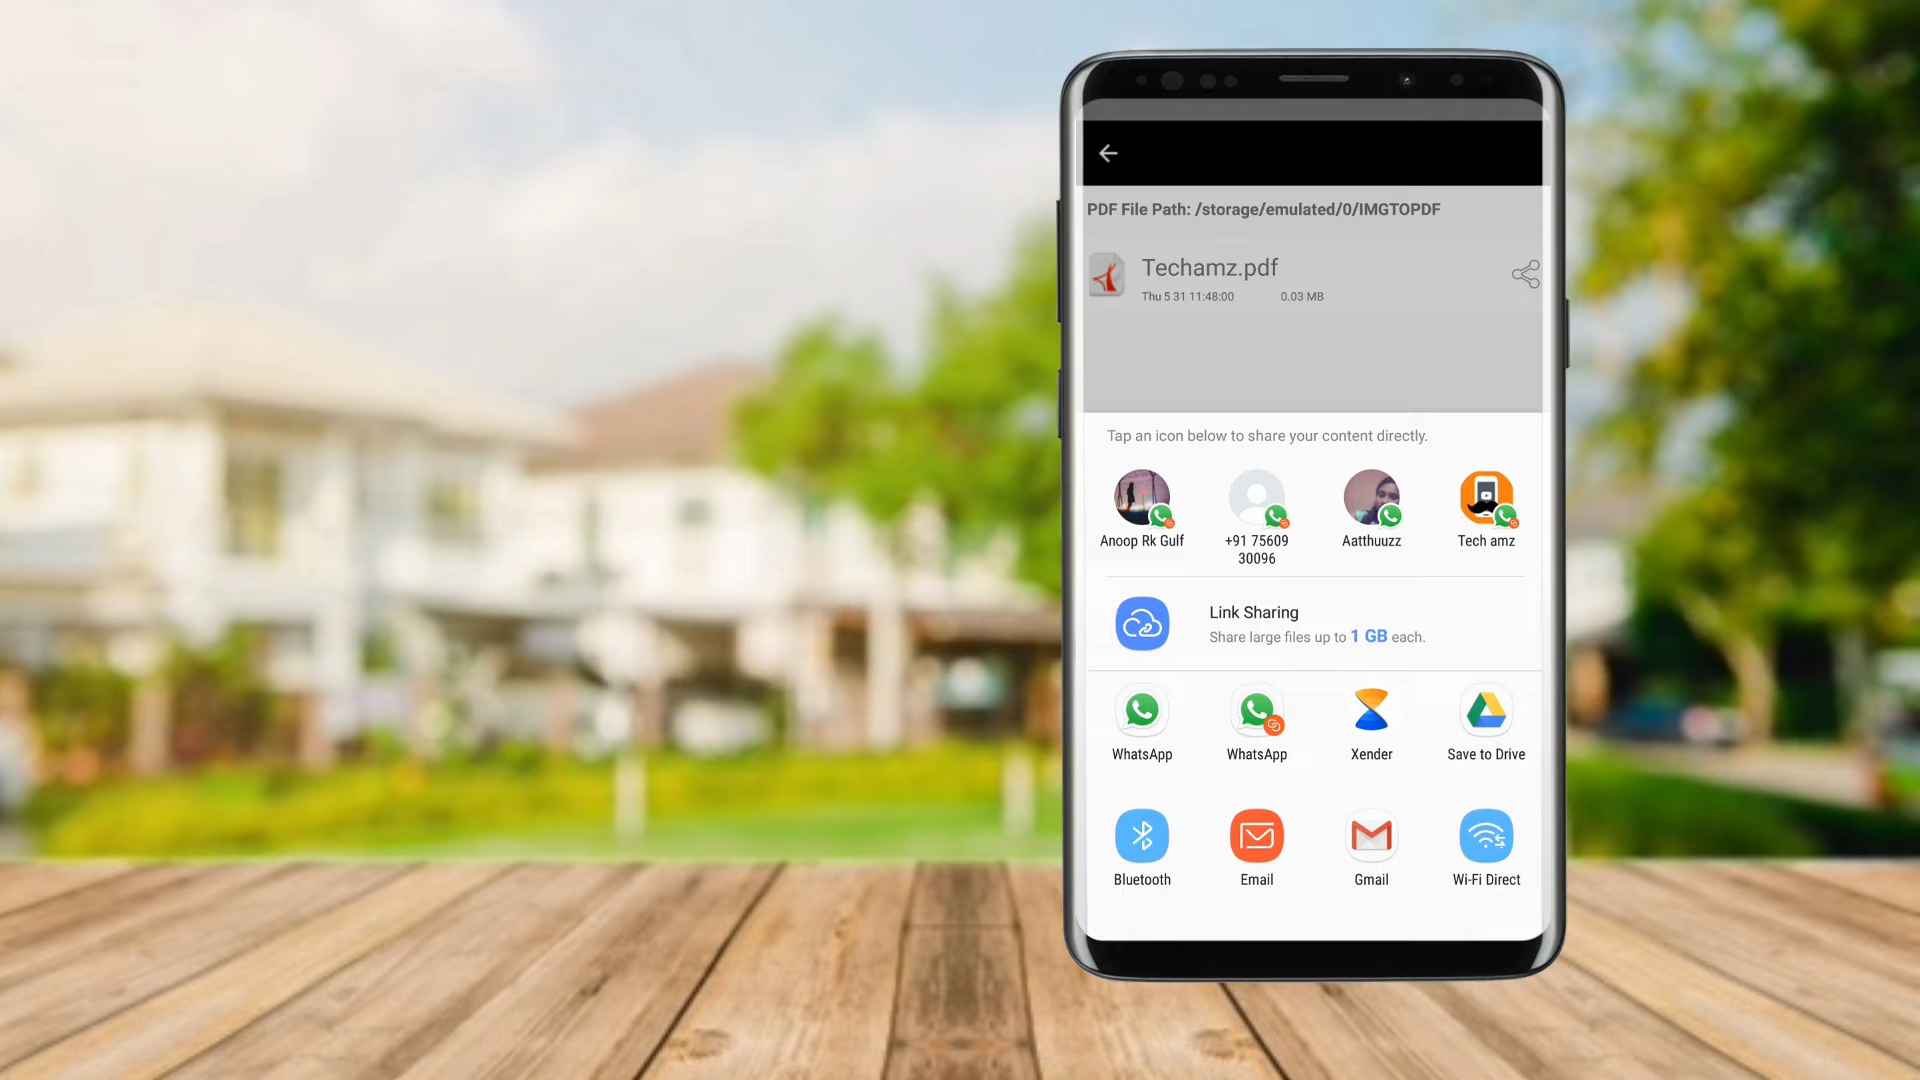 PDF File Path: /storage/emulated/0/IMGTOPDF
Techamz.pdf
Thu 5 31 11:48:00 0.03 MB
Tap an icon below to share your content directly.
Anoop Rk Gulf +91 75609 30096 Aatthuuzz Tech amz
Link Sharing
Share large files up to 1 GB each.
WhatsApp WhatsApp Xender Save to Drive
Bluetooth Email Gmail Wi-Fi Direct